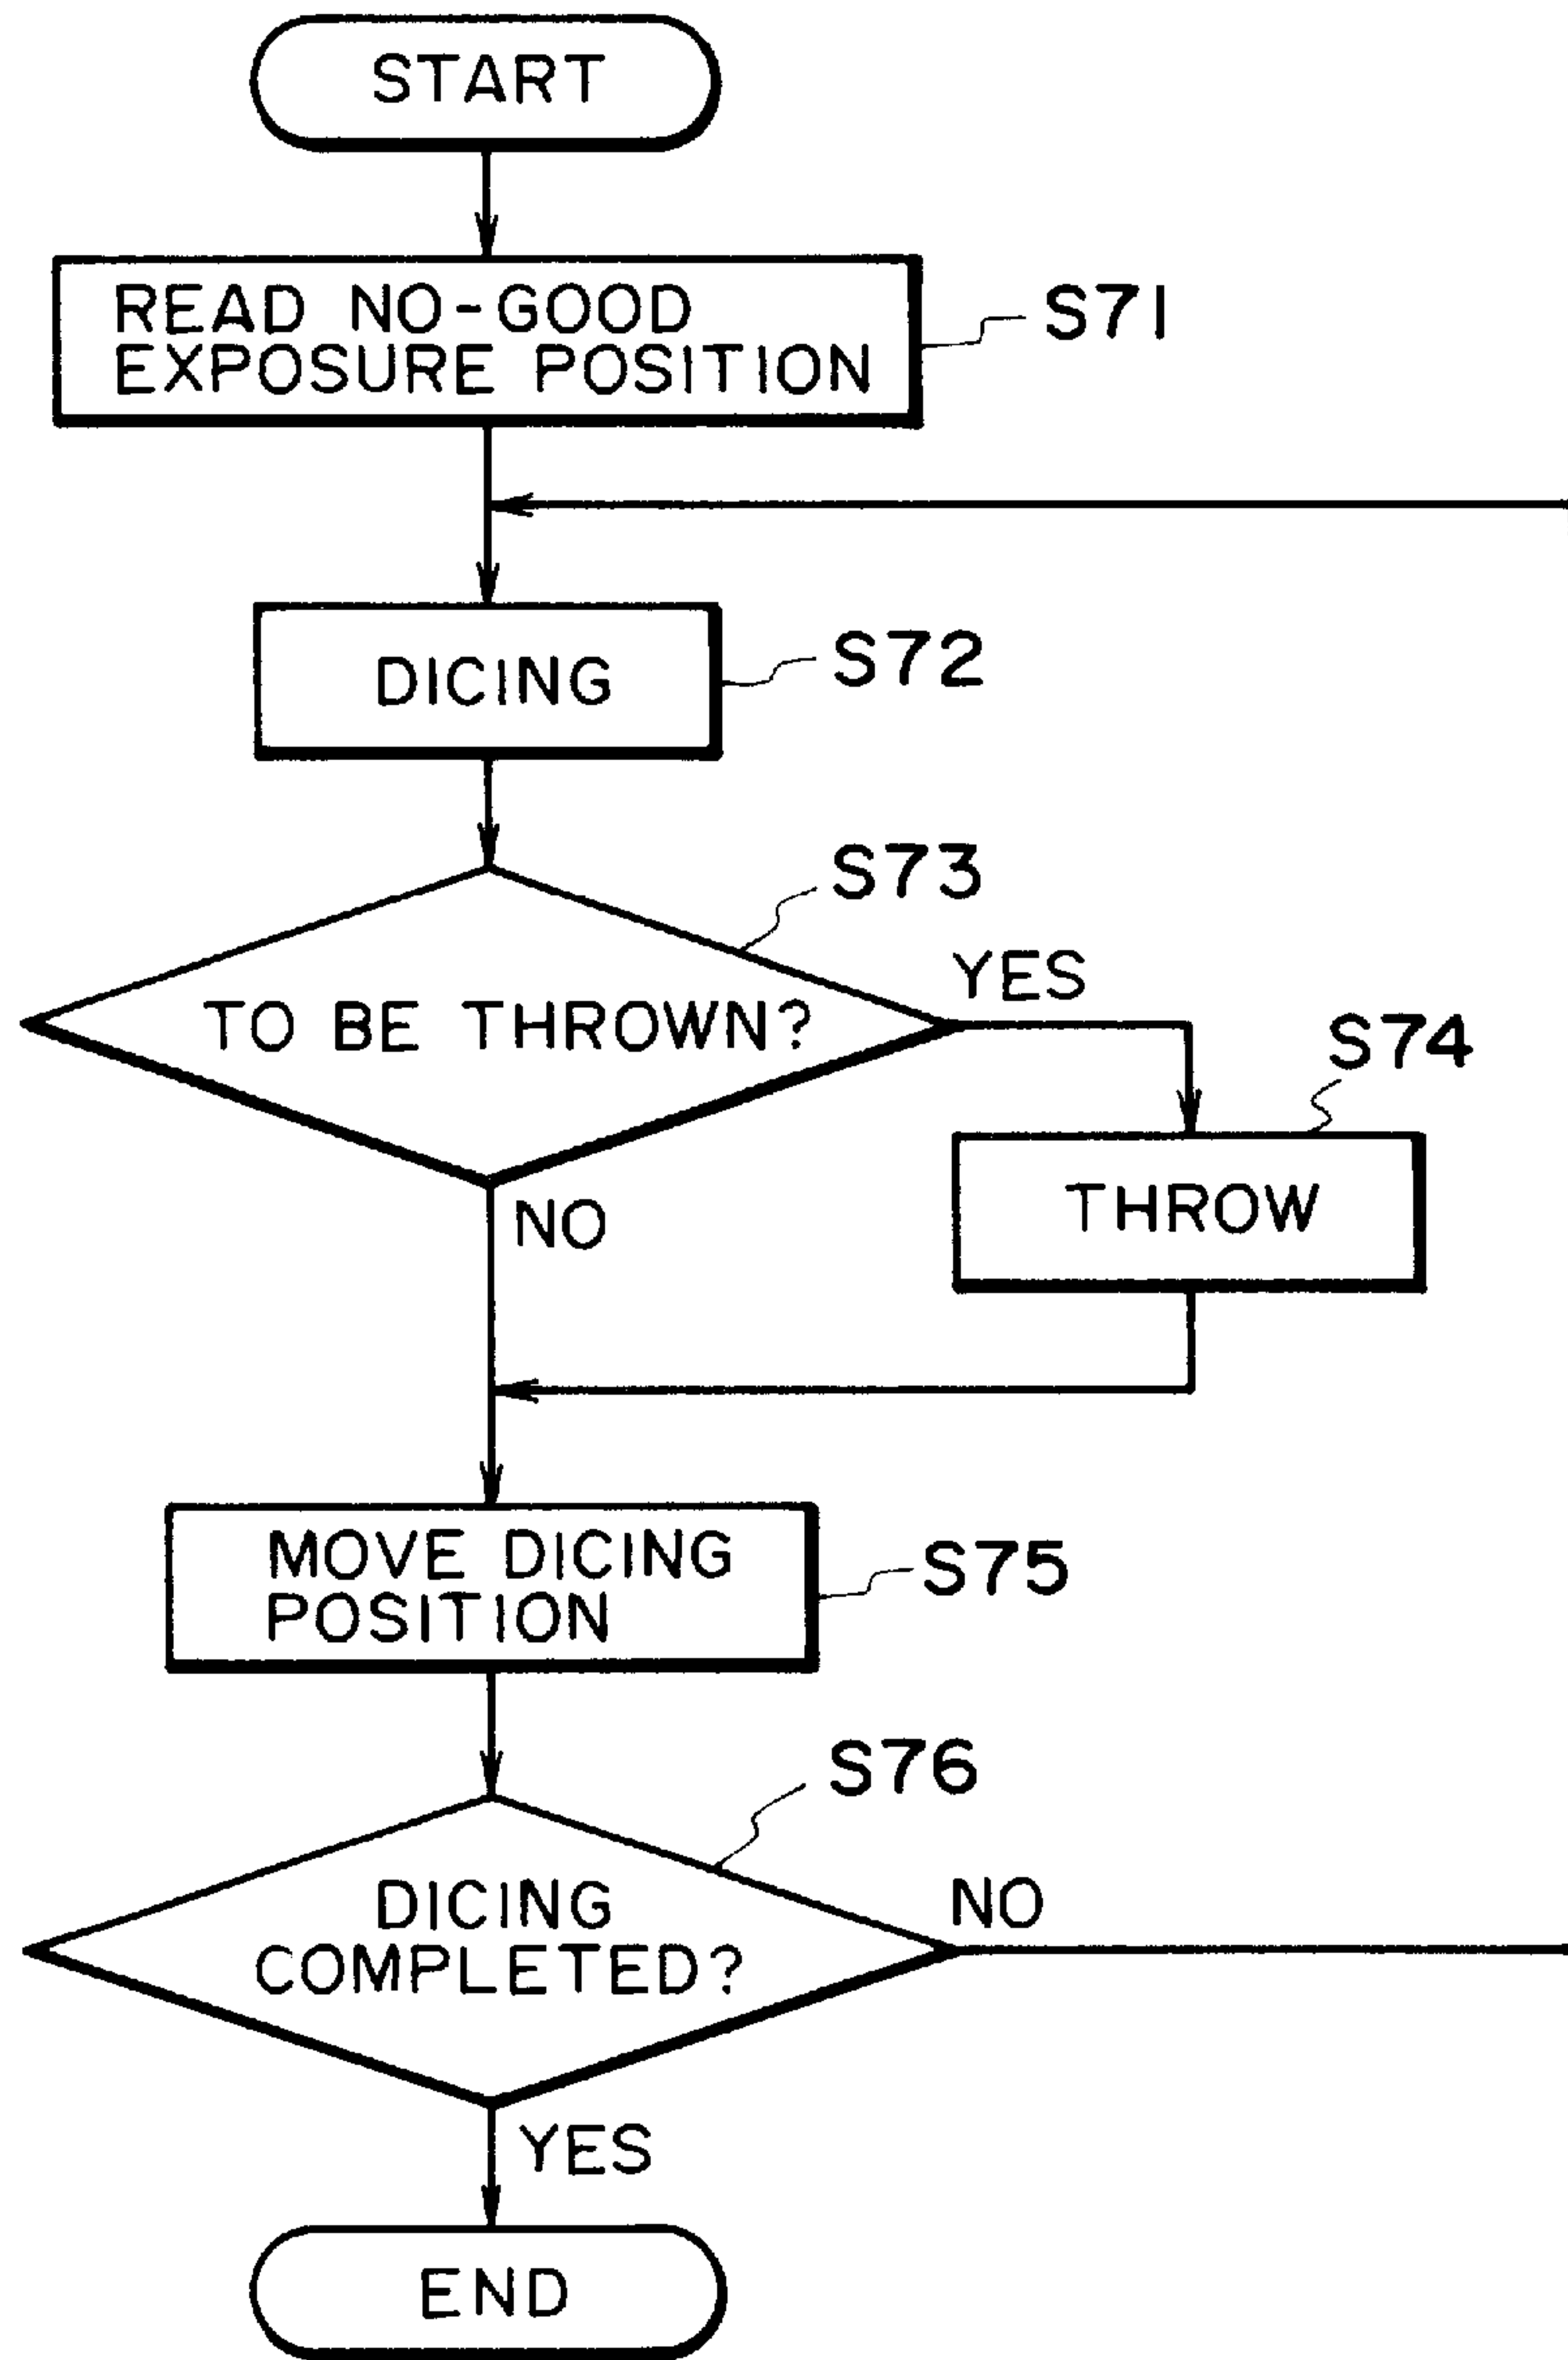 START
READ NO-GOOD
EXPOSURE POSITION
S71
DICING
S72
S73
TO BE THROWN?
YES
S74
THROW
NO
MOVE DICING
POSITION
S75
S76
DICING
COMPLETED?
NO
YES
END